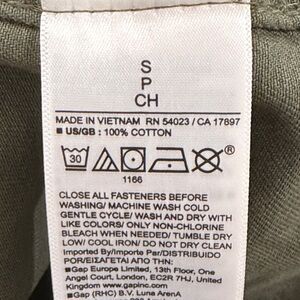 S
P
CH
MADE IN VIETNAM RN 54023 / CA 17897
■ US/GB : 100% COTTON
30
®
1166
CLOSE ALL FASTENERS BEFORE
WASHING/ MACHINE WASH COLD
GENTLE CYCLE/ WASH AND DRY WITH
LIKE COLORS/ ONLY NON-CHLORINE
BLEACH WHEN NEEDED/ TUMBLE DRY
LOW/ COOL IRON/ DO NOT DRY CLEAN
Imported By/Importado Por/Distribuido
POR/ΕΙΣΑΓΕΤΑΙ ΑΠΟ ΤΗΝ:
■Gap Europe Limited, 13th Floor, One
Angel Court, London, EC2R 7HJ, United
Kingdom www.gapinc.com
■Gap (RHC) B.V. Luna ArenA